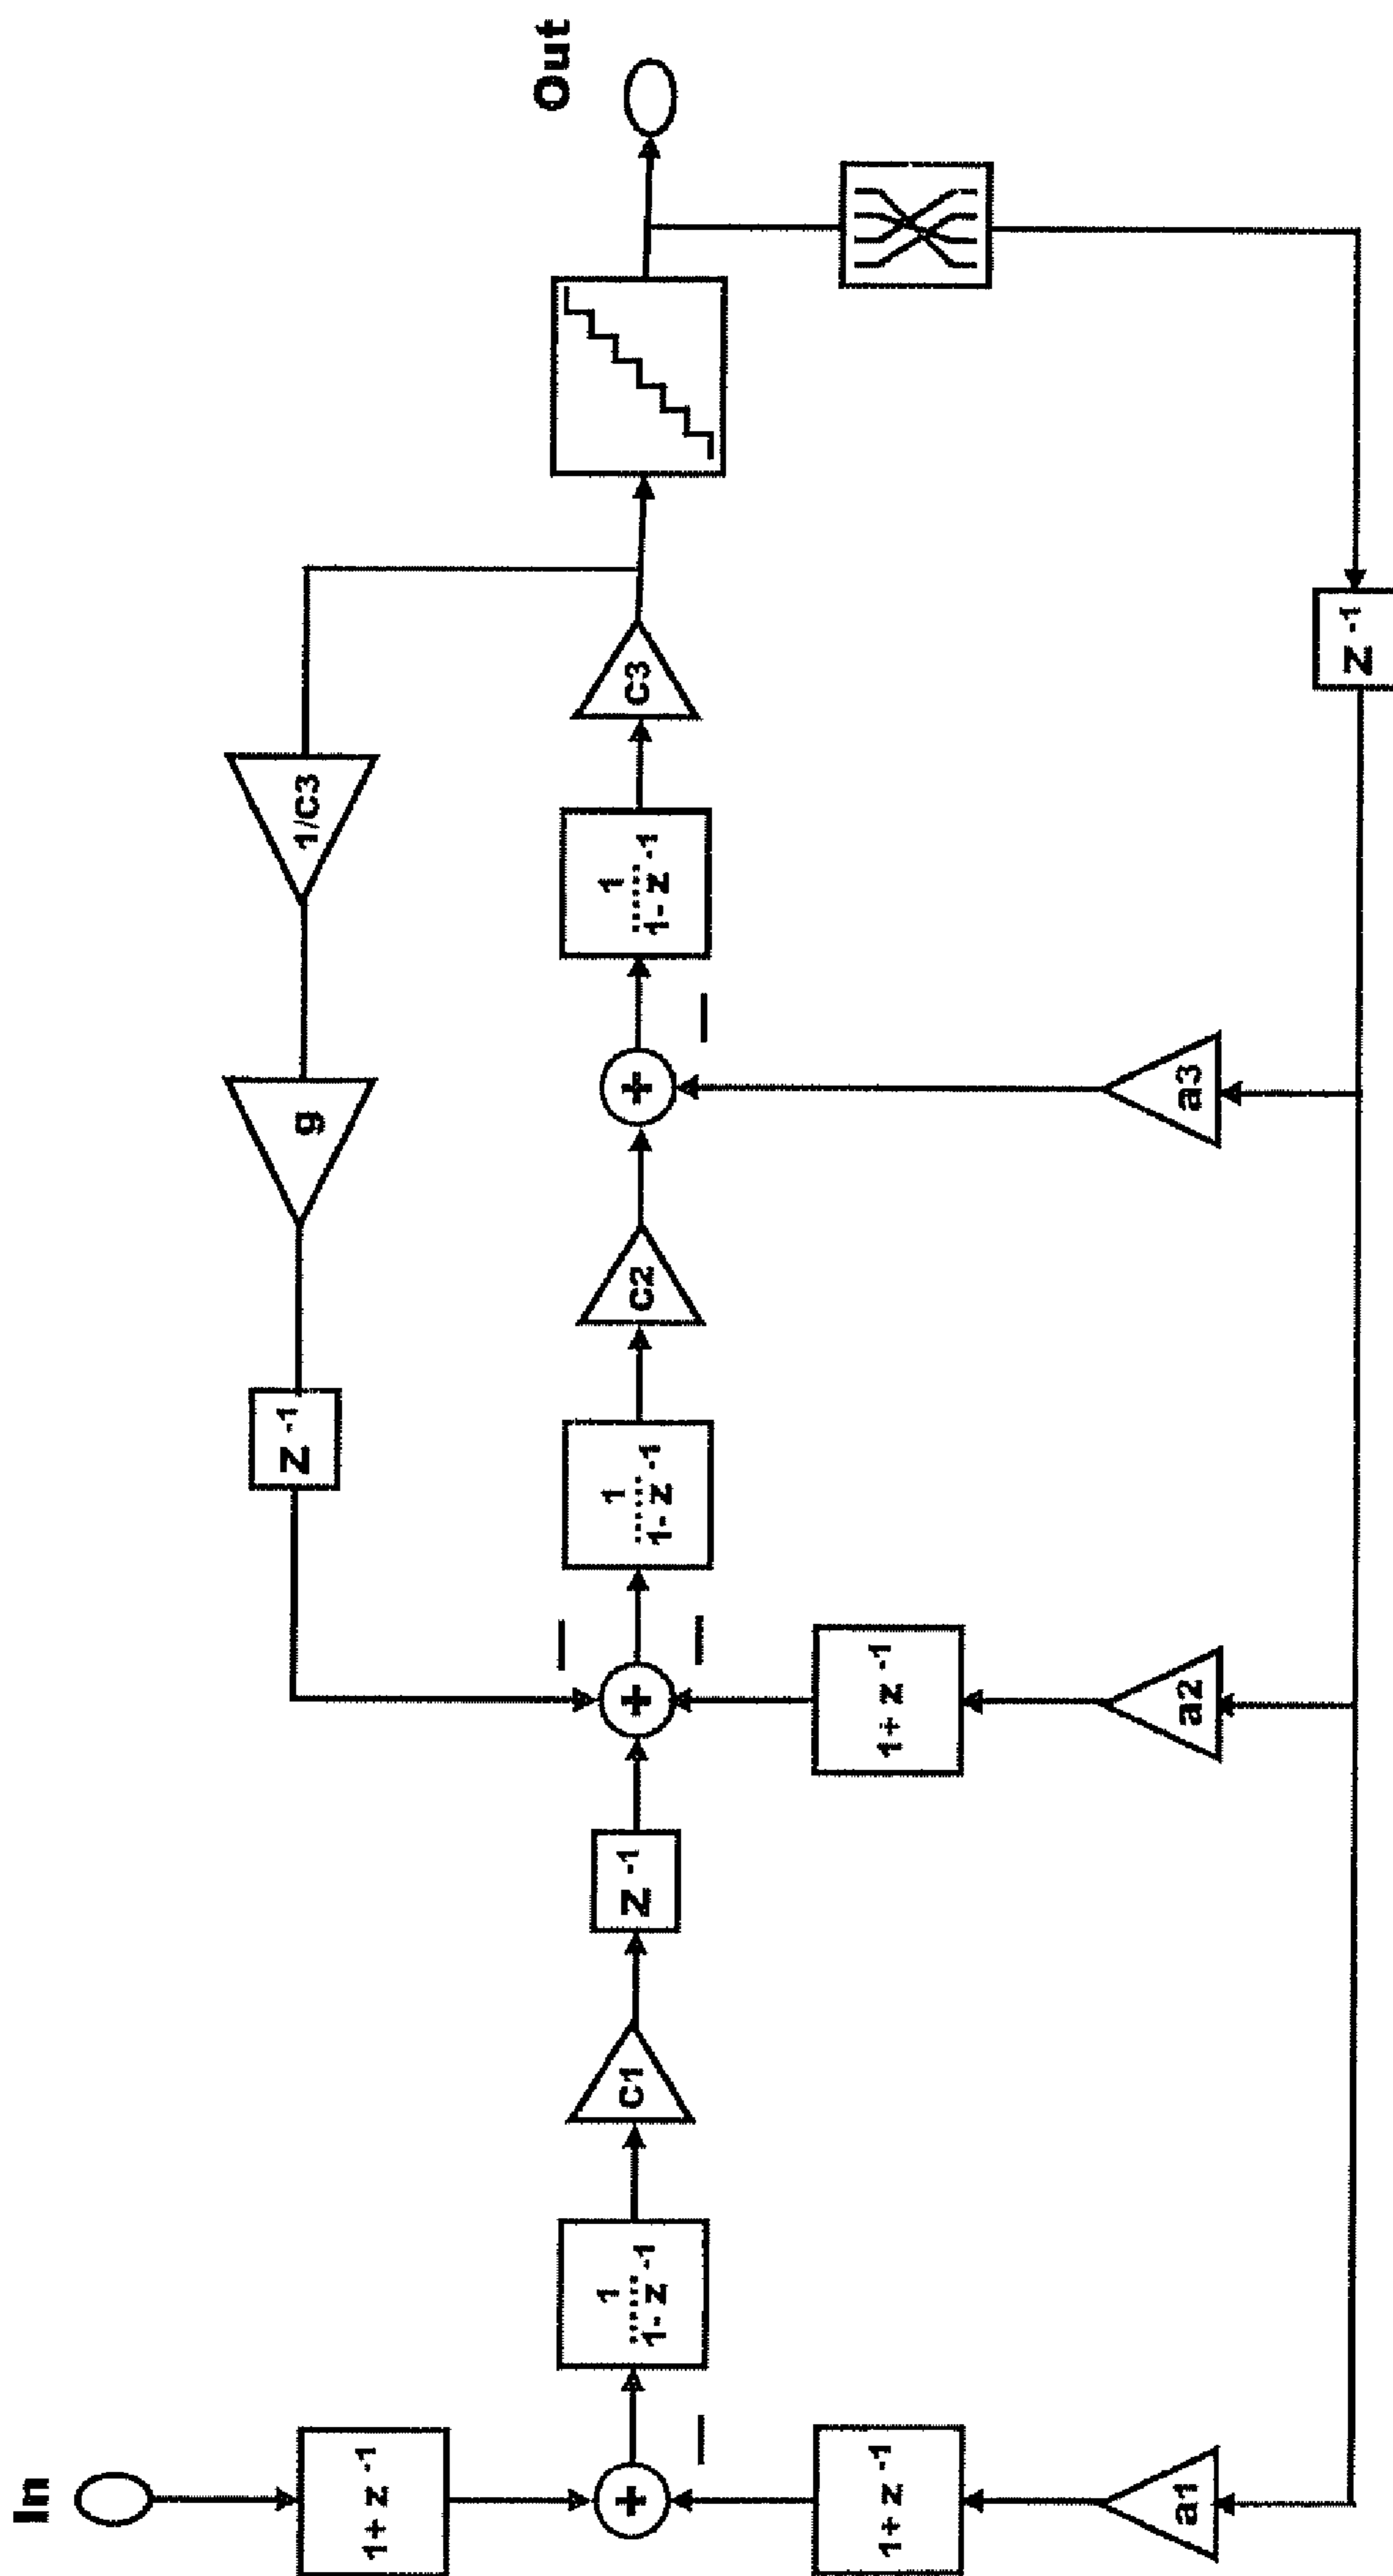 In
Z -1
g
1/C3
1+ z -1
Out
−
+
1
1- z -1
C1
Z -1
+
1
1- z -1
C2
+
1
1- z -1
C3
−
−
−
1+ z -1
1+ z -1
a1
a2
a3
Z -1